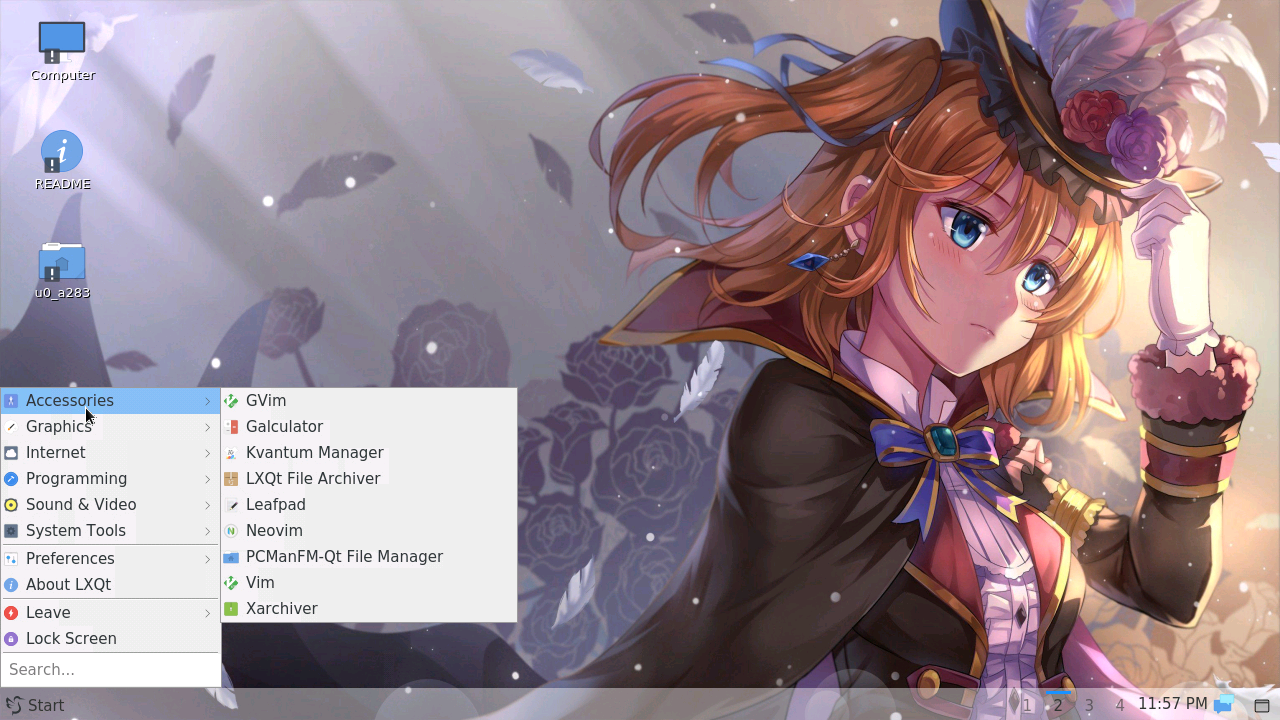 Computer
README
u0_a283
Accessories
Graphics
Internet
Programming
Sound & Video
System Tools
Preferences
About LXQt
Leave
Lock Screen
Search...
GVim
Galculator
Kvantum Manager
LXQt File Archiver
Leafpad
Neovim
PCManFM-Qt File Manager
Vim
Xarchiver
Start
1 2 3 4 11:57 PM